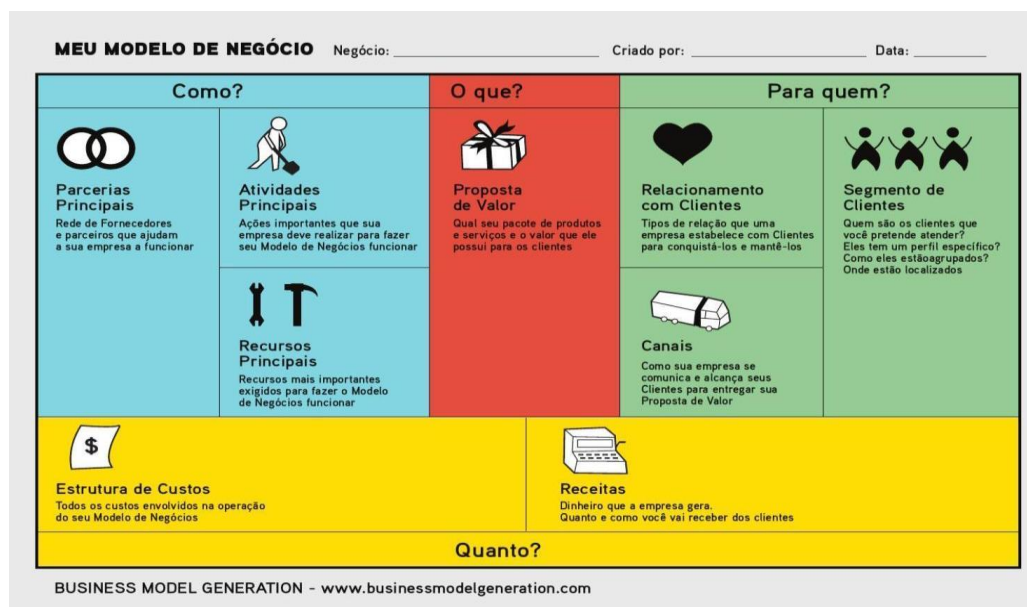 MEU MODELO DE NEGÓCIO Negócio: ____________ Criado por: ____________ Data: ____________
Como?
O que?
Para quem?
Parcerias
Principais
Rede de Fornecedores
e parceiros que ajudam
a sua empresa a funcionar
Atividades
Principais
Ações importantes que sua
empresa deve realizar para fazer
seu Modelo de Negócios funcionar
Recursos
Principais
Recursos mais importantes
exigidos para fazer o Modelo
de Negócios funcionar
Proposta
de Valor
Qual seu pacote de produtos
e serviços e o valor que ele
possui para os clientes
Relacionamento
com Clientes
Tipos de relação que uma
empresa estabelece com Clientes
para conquistá-los e mantê-los
Canais
Como sua empresa se
comunica e alcança seus
Clientes para entregar sua
Proposta de Valor
Segmento de
Clientes
Quem são os clientes que
você pretende atender?
Eles tem um perfil específico?
Como eles estãoagrupados?
Onde estão localizados
$
Estrutura de Custos
Todos os custos envolvidos na operação
do seu Modelo de Negócios
Receitas
Dinheiro que a empresa gera.
Quanto e como você vai receber dos clientes
Quanto?
BUSINESS MODEL GENERATION - www.businessmodelgeneration.com